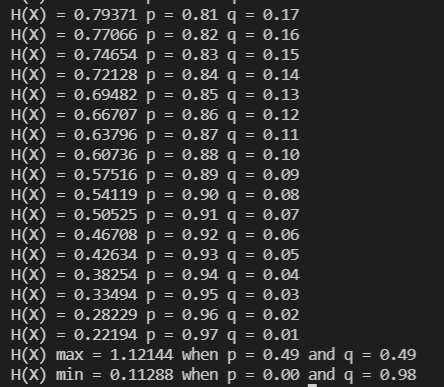 H(X) = 0.79371 p = 0.81 q = 0.17
H(X) = 0.77066 p = 0.82 q = 0.16
H(X) = 0.74654 p = 0.83 q = 0.15
H(X) = 0.72128 p = 0.84 q = 0.14
H(X) = 0.69482 p = 0.85 q = 0.13
H(X) = 0.66707 p = 0.86 q = 0.12
H(X) = 0.63796 p = 0.87 q = 0.11
H(X) = 0.60736 p = 0.88 q = 0.10
H(X) = 0.57516 p = 0.89 q = 0.09
H(X) = 0.54119 p = 0.90 q = 0.08
H(X) = 0.50525 p = 0.91 q = 0.07
H(X) = 0.46708 p = 0.92 q = 0.06
H(X) = 0.42634 p = 0.93 q = 0.05
H(X) = 0.38254 p = 0.94 q = 0.04
H(X) = 0.33494 p = 0.95 q = 0.03
H(X) = 0.28229 p = 0.96 q = 0.02
H(X) = 0.22194 p = 0.97 q = 0.01
H(X) max = 1.12144 when p = 0.49 and q = 0.49
H(X) min = 0.11288 when p = 0.00 and q = 0.98